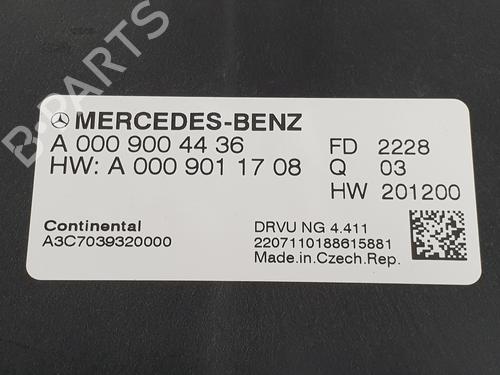 B-PARTS
MERCEDES-BENZ
A 000 900 44 36 FD 2228
HW: A 000 901 17 08 Q 03
HW 201200
Continental DRVU NG 4.411
A3C7039320000 2207110188615881
Made.in.Czech.Rep.